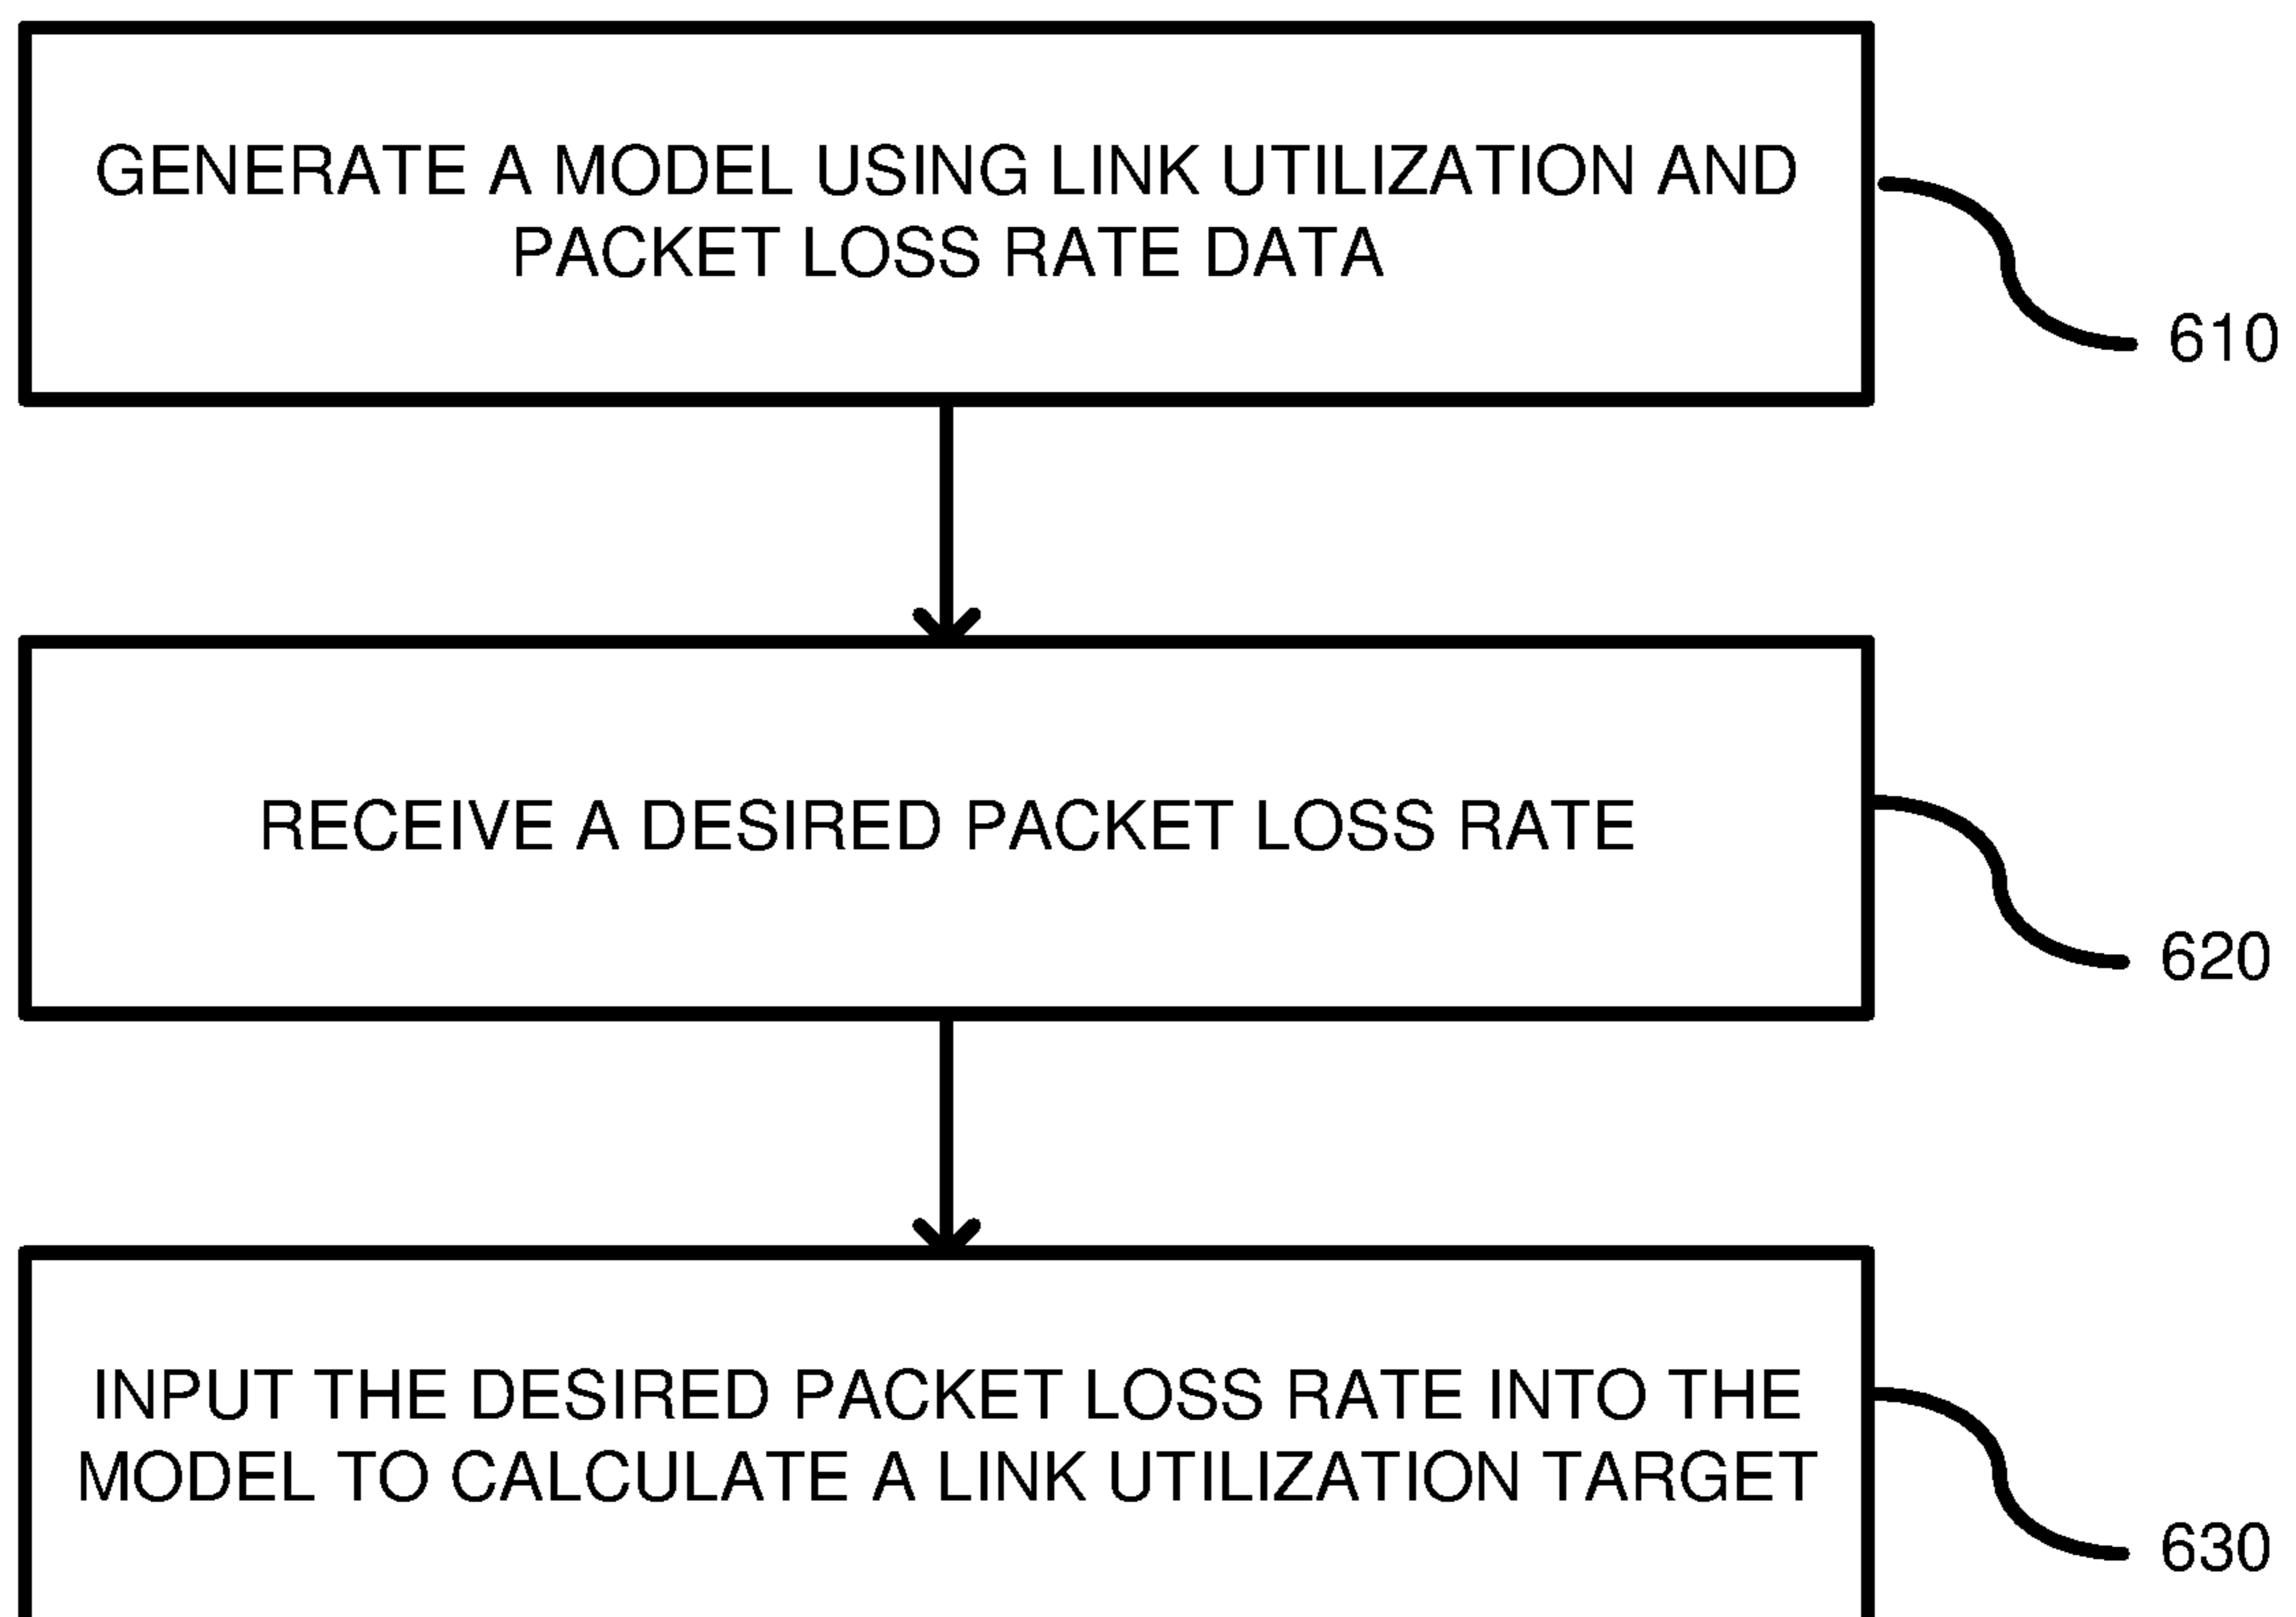 GENERATE A MODEL USING LINK UTILIZATION AND
PACKET LOSS RATE DATA
610
RECEIVE A DESIRED PACKET LOSS RATE
620
INPUT THE DESIRED PACKET LOSS RATE INTO THE
MODEL TO CALCULATE A LINK UTILIZATION TARGET
630